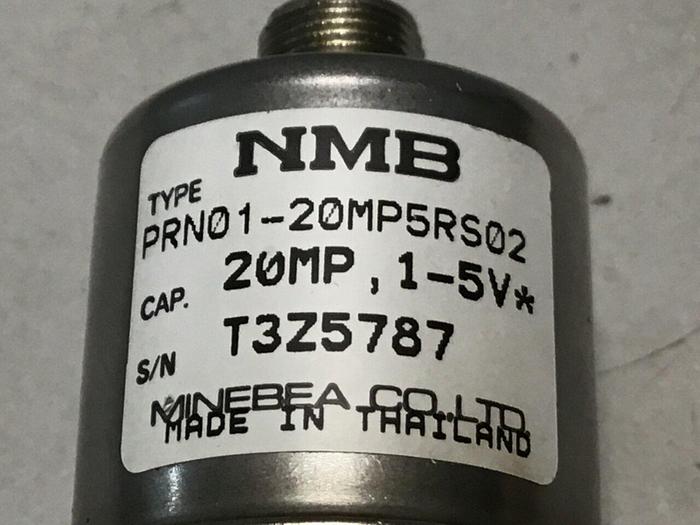 NMB
TYPE
PRN01-20MP5RS02
CAP. 20MP, 1-5V*
S/N T3Z5787
MINEBEA CO.,LTD.
MADE IN THAILAND